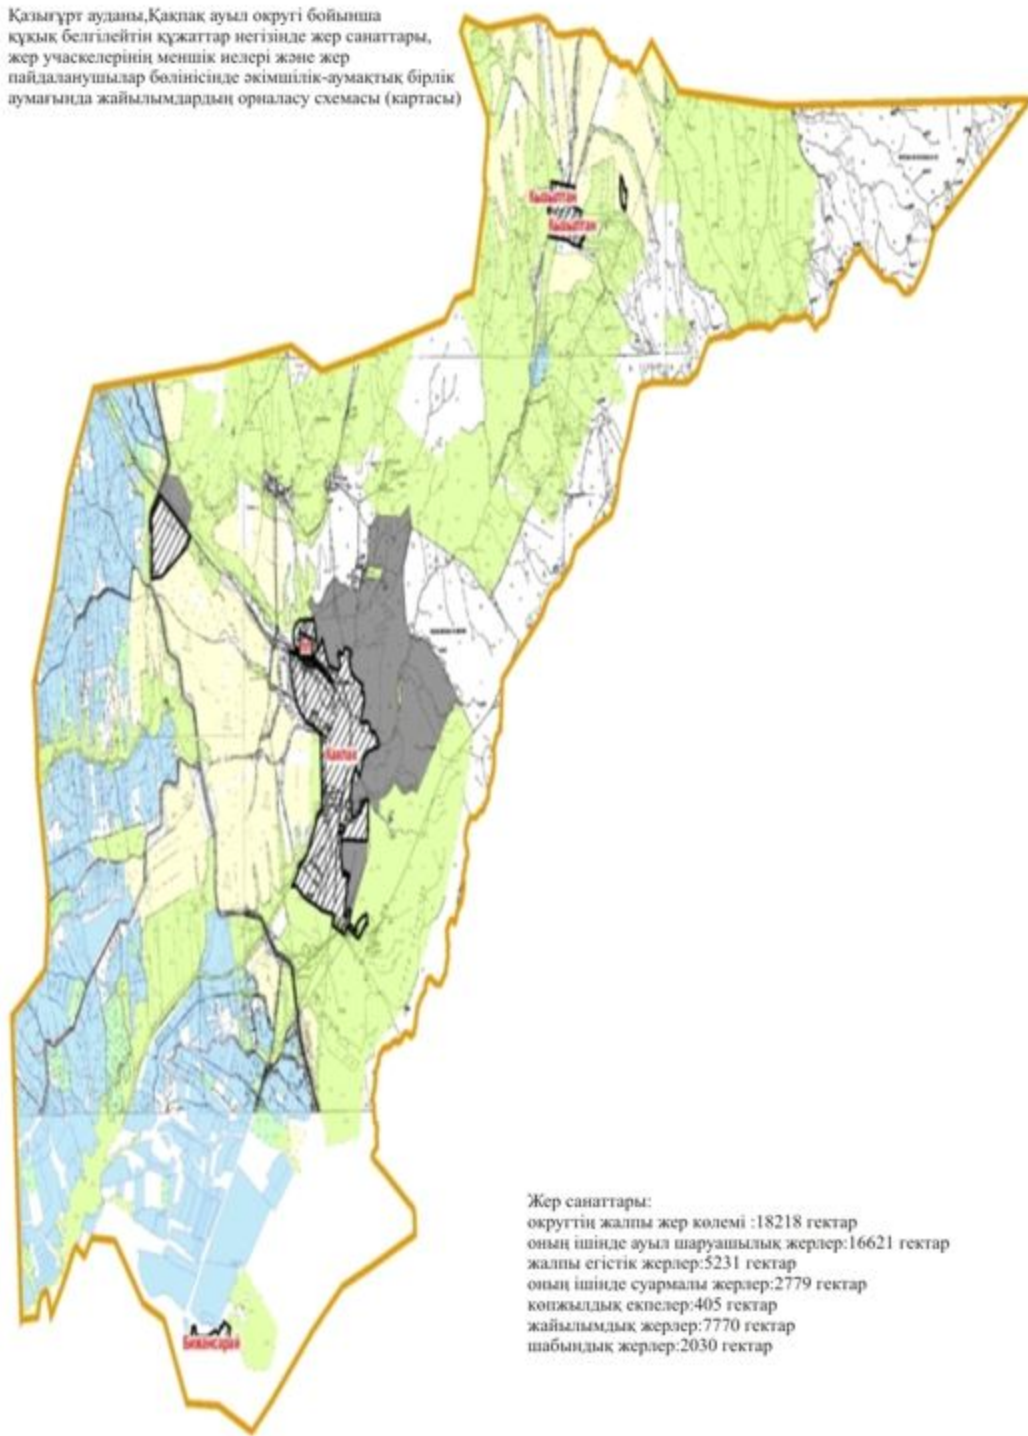 Қазығұрт ауданы,Қақпақ ауыл округі бойынша
құқық белгілейтін құжаттар негізінде жер санаттары,
жер учаскелерінің меншік иелері және жер
пайдаланушылар бөлінісінде әкімшілік-аумақтық бірлік
аумағында жайылымдардың орналасу схемасы (картасы)
Қызылтаң
Қызылтаң
Қақпақ
Жер санаттары:
округтің жалпы жер көлемі :18218 гектар
оның ішінде ауыл шаруашылық жерлер:16621 гектар
жалпы егістік жерлер:5231 гектар
оның ішінде суармалы жерлер:2779 гектар
көпжылдық екпелер:405 гектар
жайылымдық жерлер:7770 гектар
шабындық жерлер:2030 гектар